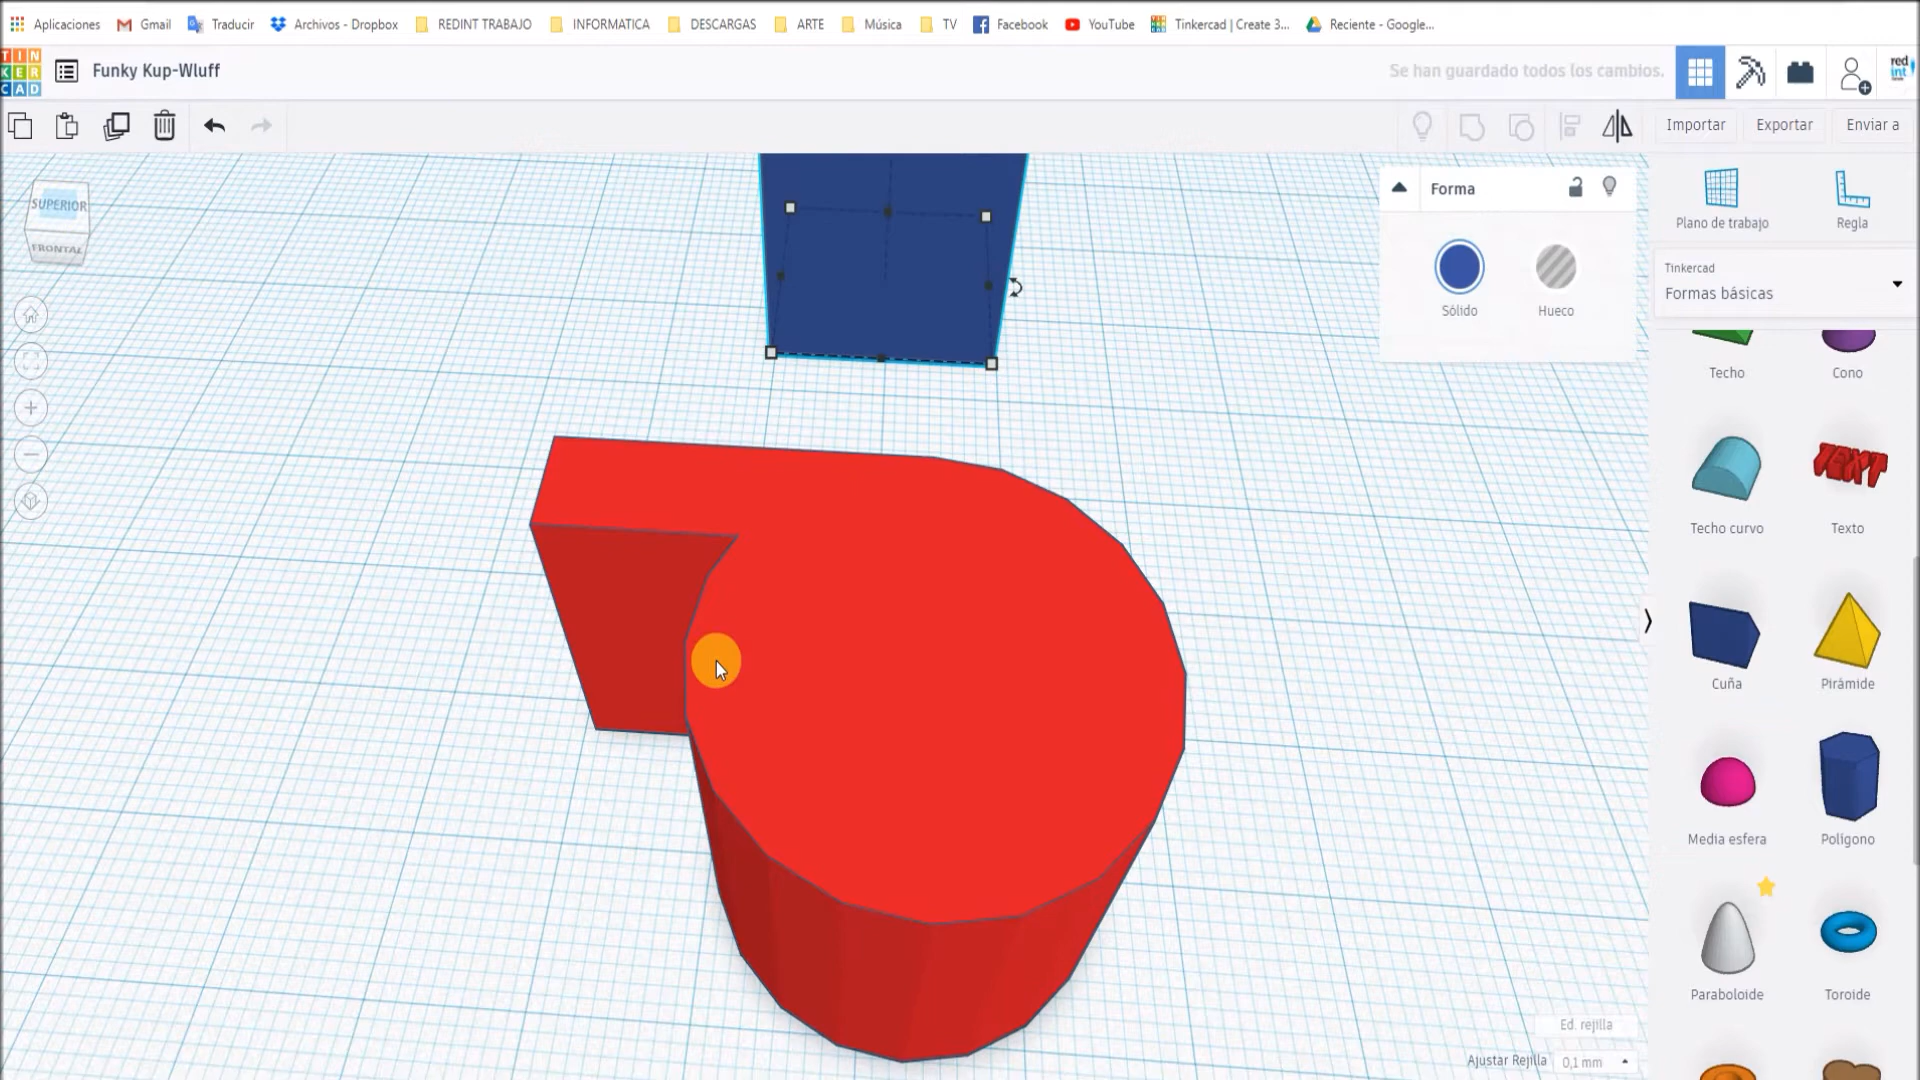 Aplicaciones Gmail Traducir Archivos - Dropbox REDINT TRABAJO INFORMATICA DESCARGAS ARTE Música TV Facebook YouTube Tinkercad | Create 3... Reciente - Google...
TIN
KER
CAD
Funky Kup-Wluff
Se han guardado todos los cambios.
red
int
Importar Exportar Enviar a
SUPERIOR
FRONTAL
Forma
Sólido Hueco
Plano de trabajo Regla
Tinkercad
Formas básicas
Techo Cono
TEXT
Techo curvo Texto
Cuña Pirámide
Media esfera Polígono
Paraboloide Toroide
Ed. rejilla
Ajustar Rejilla 0,1 mm